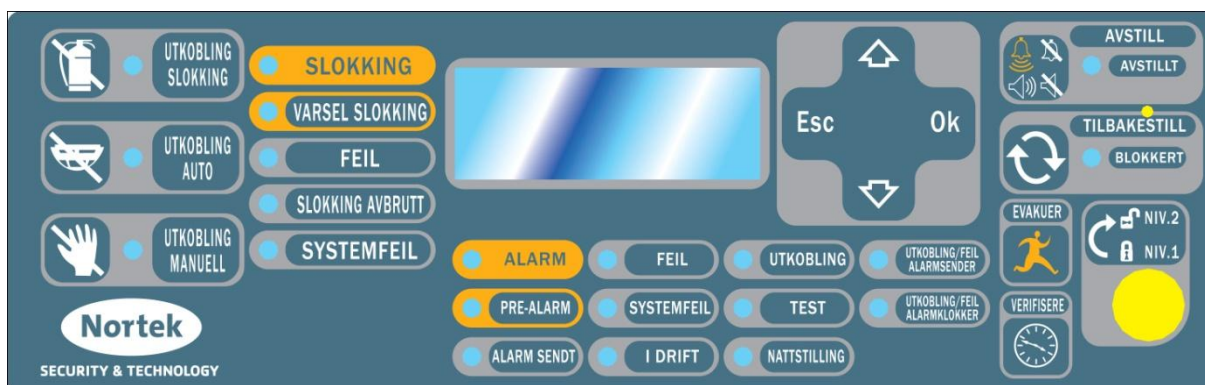 UTKOBLING
SLOKKING
UTKOBLING
AUTO
UTKOBLING
MANUELL
Nortek
SECURITY & TECHNOLOGY
SLOKKING
VARSEL SLOKKING
FEIL
SLOKKING AVBRUTT
SYSTEMFEIL
Esc
Ok
ALARM
FEIL
UTKOBLING
UTKOBLING/FEIL
ALARMSENDER
PRE-ALARM
SYSTEMFEIL
TEST
UTKOBLING/FEIL
ALARMKLOKKER
ALARM SENDT
I DRIFT
NATTSTILLING
AVSTILL
AVSTILLT
TILBAKESTILL
BLOKKERT
EVAKUER
VERIFISERE
NIV.2
NIV.1